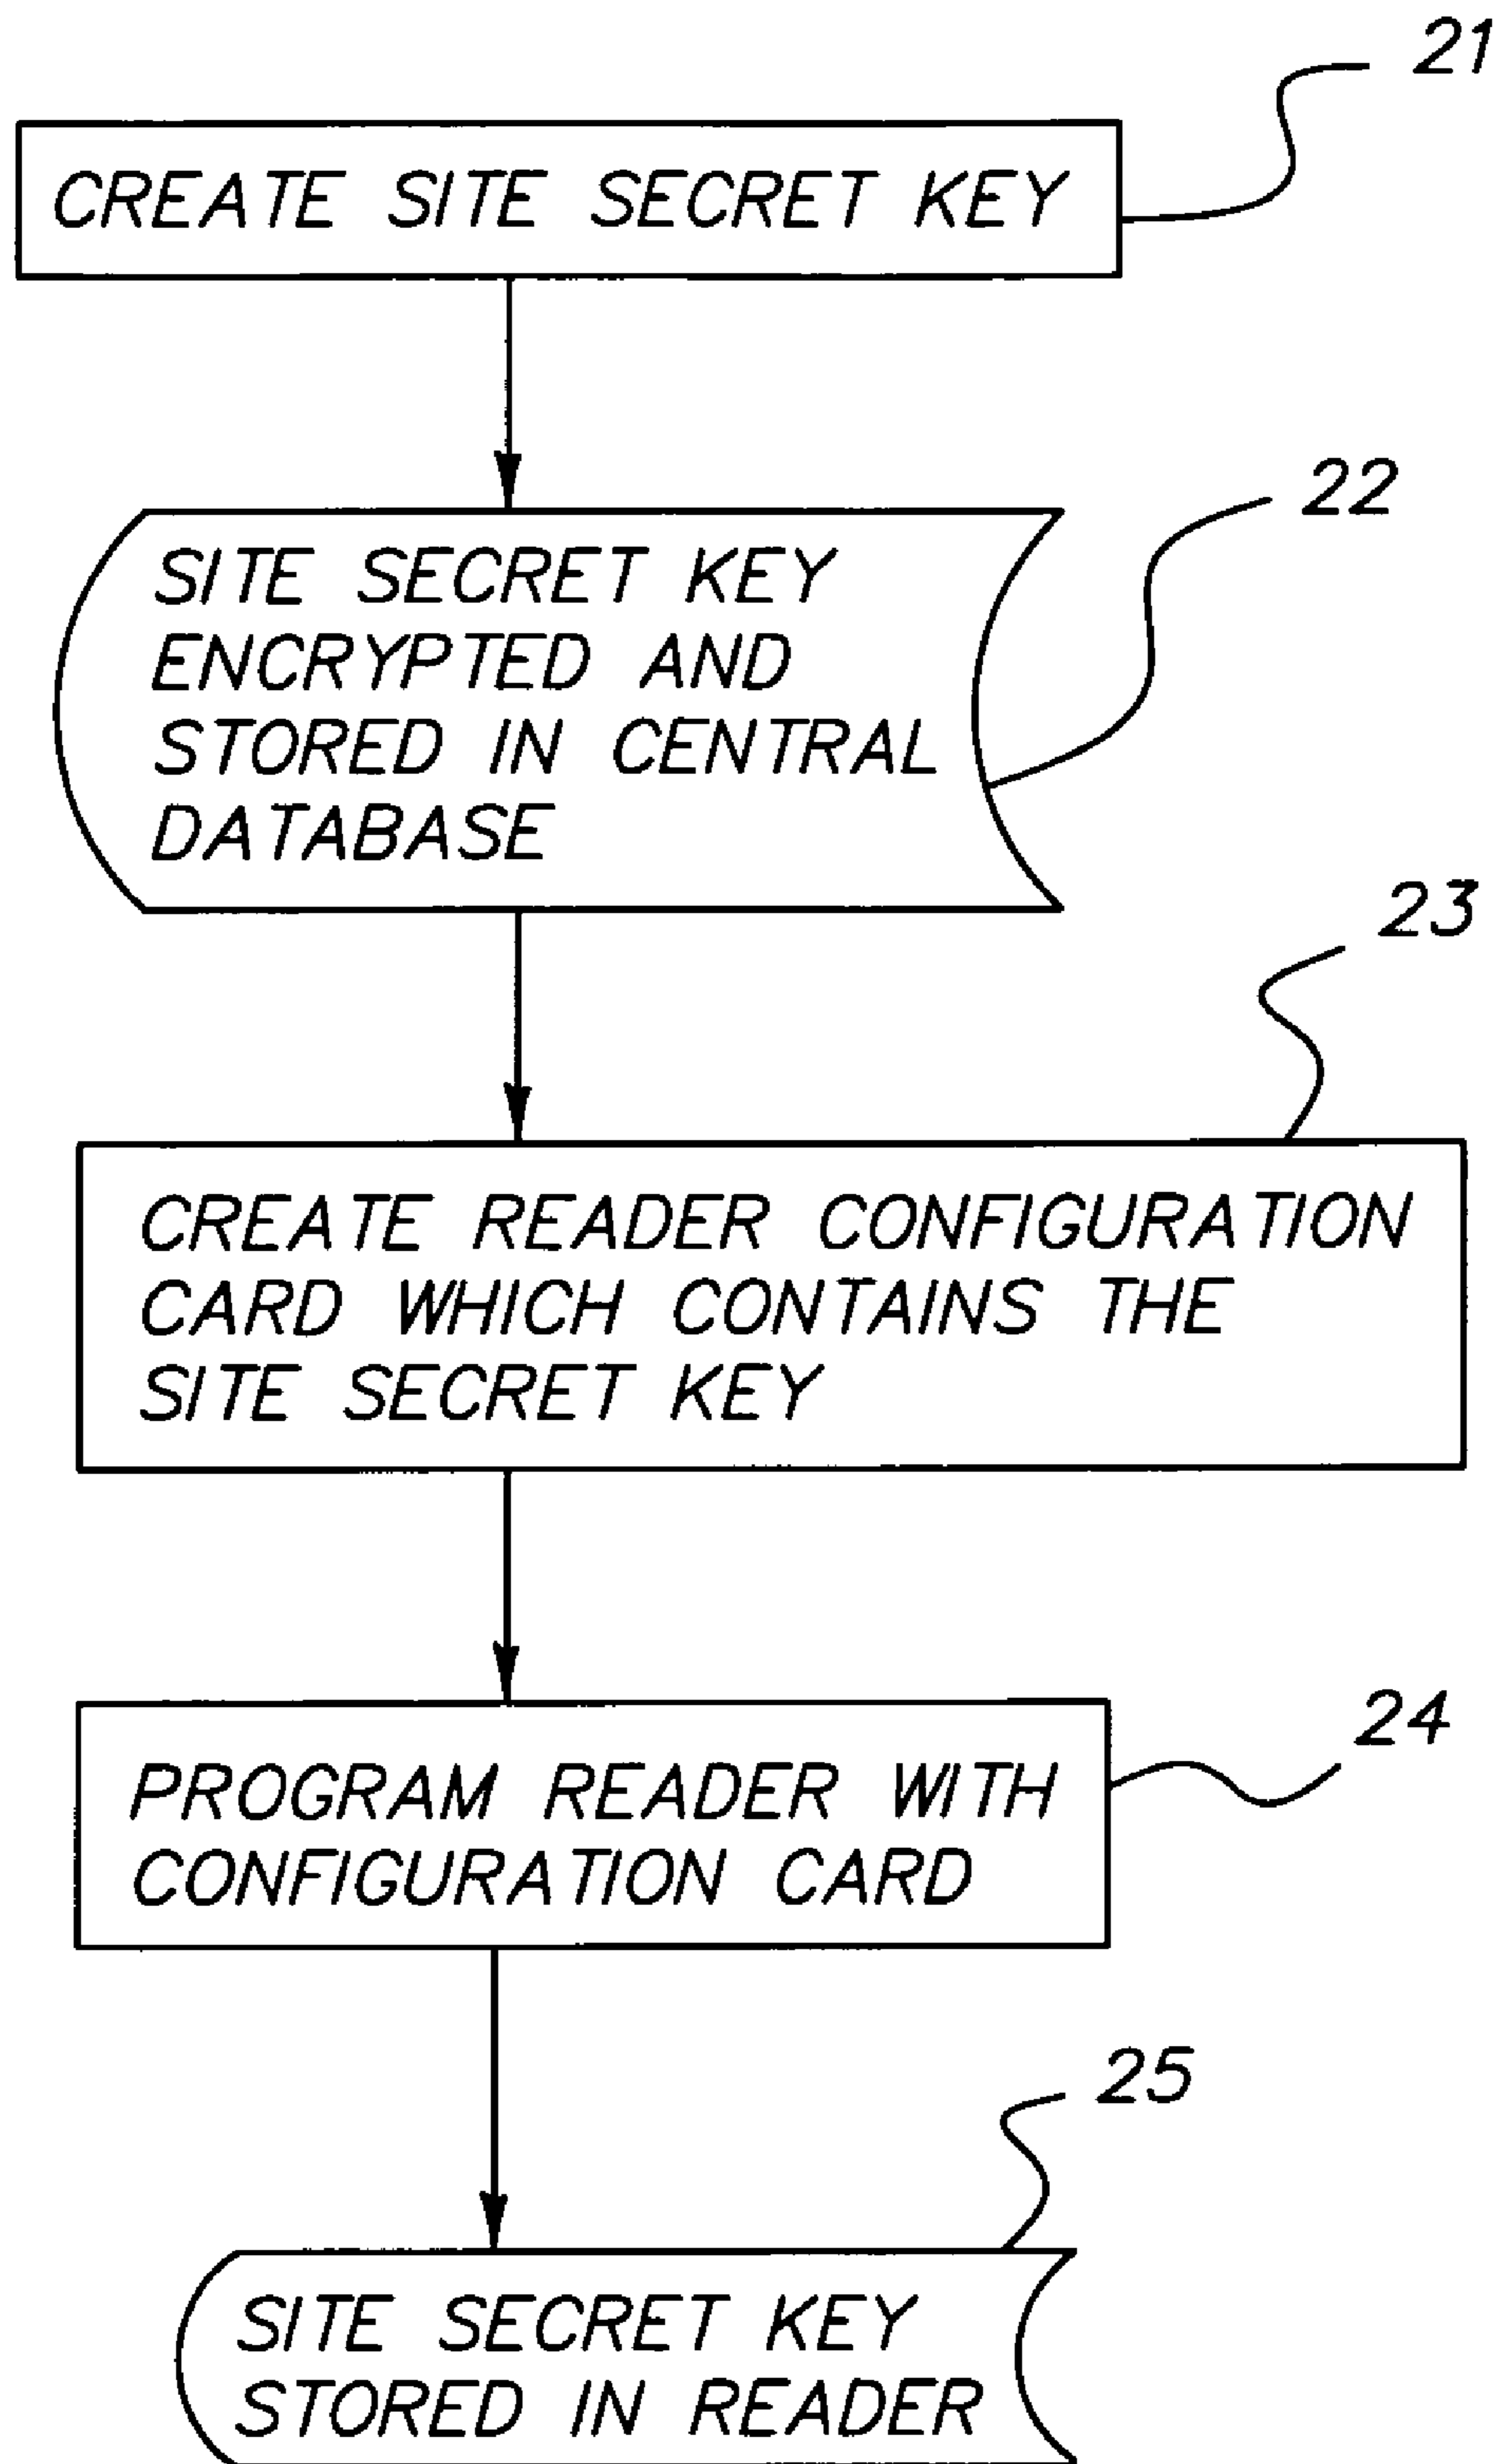 21
CREATE SITE SECRET KEY
22
SITE SECRET KEY
ENCRYPTED AND
STORED IN CENTRAL
DATABASE
23
CREATE READER CONFIGURATION
CARD WHICH CONTAINS THE
SITE SECRET KEY
24
PROGRAM READER WITH
CONFIGURATION CARD
25
SITE SECRET KEY
STORED IN READER